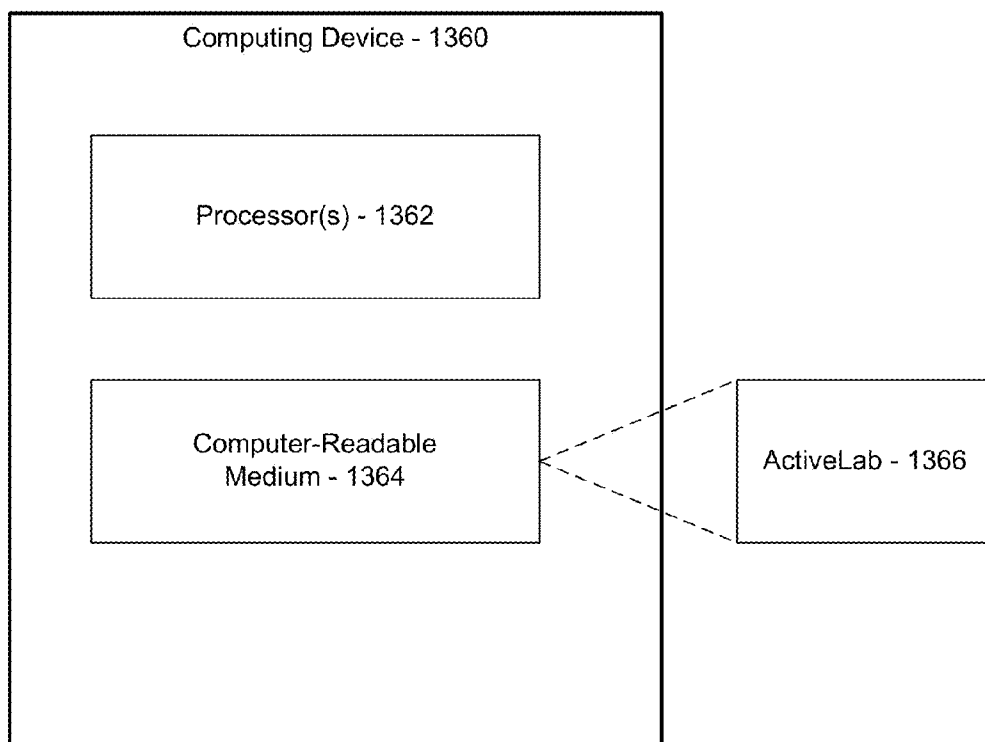 Computing Device - 1360
Processor(s) - 1362
Computer-Readable
Medium - 1364
ActiveLab - 1366